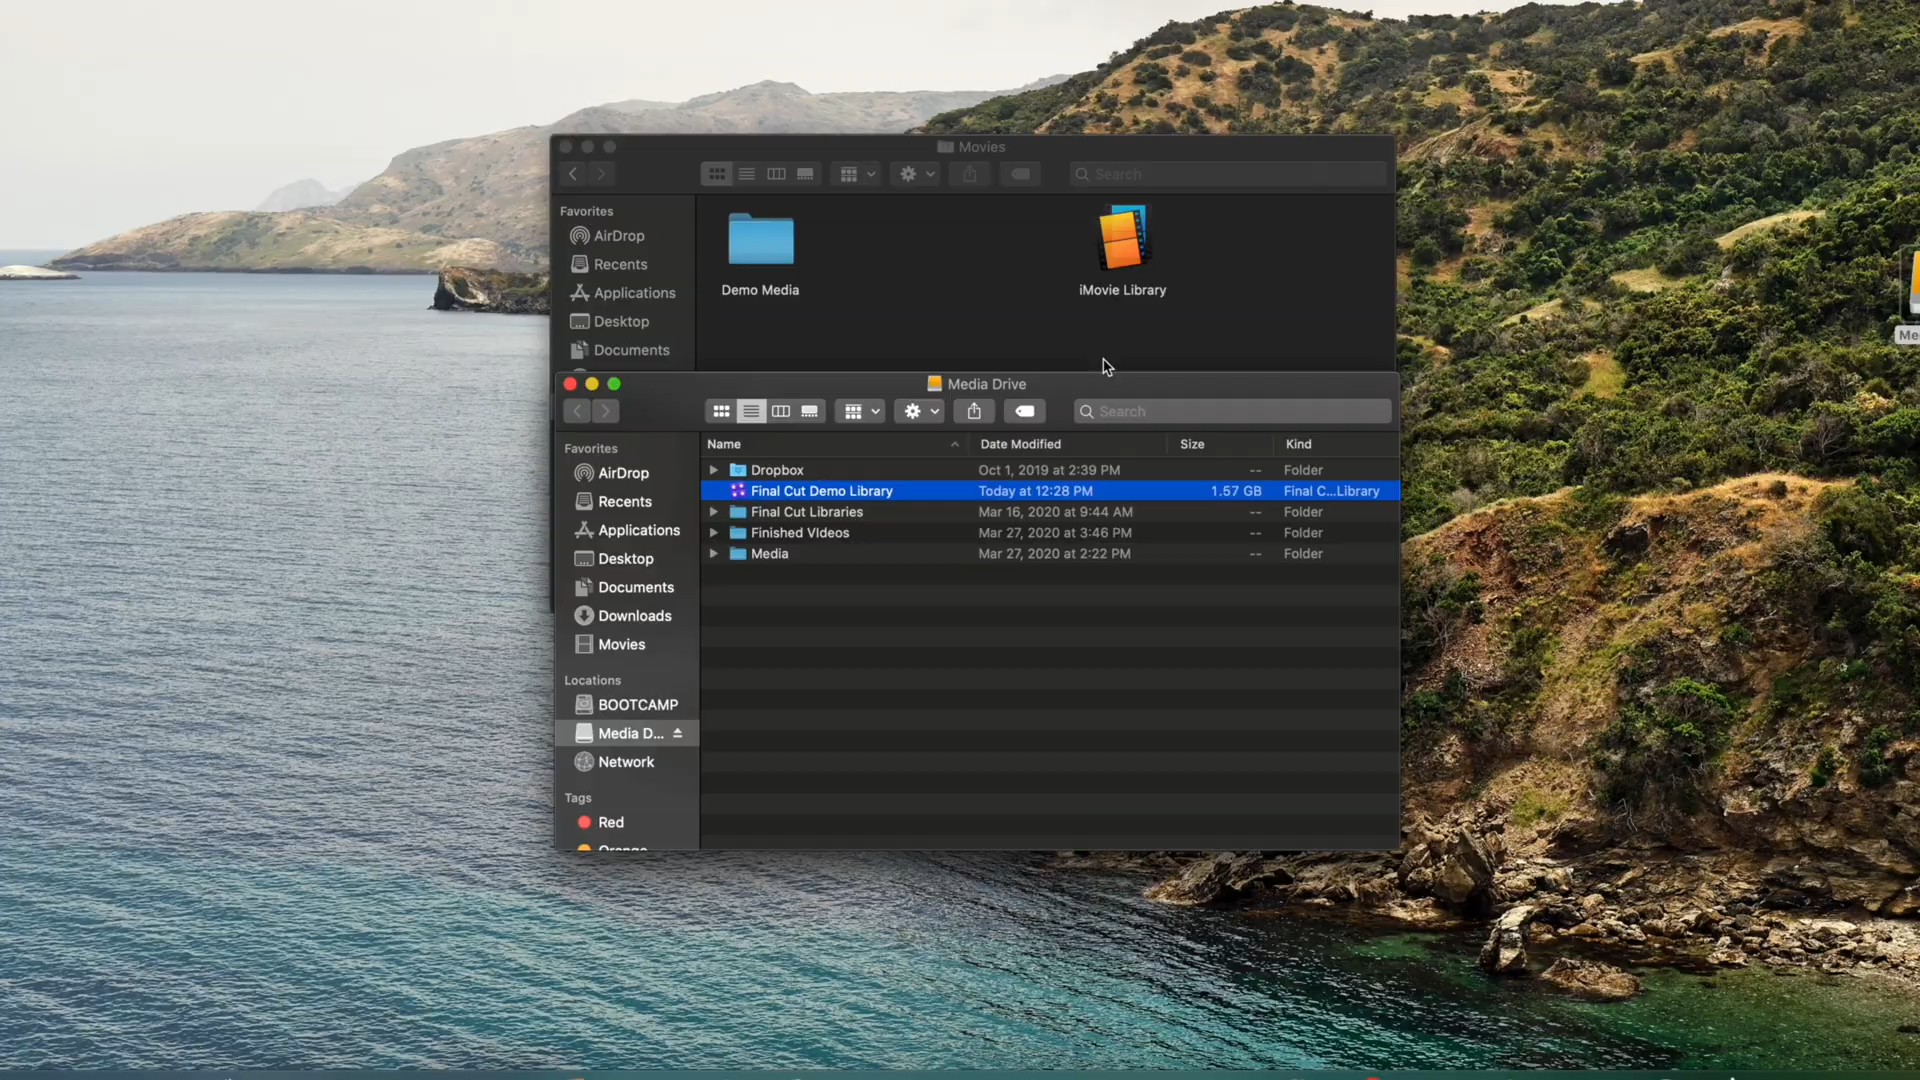 Movies
Search
Favorites
AirDrop
Recents
Applications
Desktop
Documents
Demo Media
iMovie Library
Me
Media Drive
Search
Favorites
AirDrop
Recents
Applications
Desktop
Documents
Downloads
Movies
Locations
BOOTCAMP
Media D...
Network
Tags
Red
Orange
Name Date Modified Size Kind
Dropbox Oct 1, 2019 at 2:39 PM -- Folder
Final Cut Demo Library Today at 12:28 PM 1.57 GB Final C...Library
Final Cut Libraries Mar 16, 2020 at 9:44 AM -- Folder
Finished VIdeos Mar 27, 2020 at 3:46 PM -- Folder
Media Mar 27, 2020 at 2:22 PM -- Folder